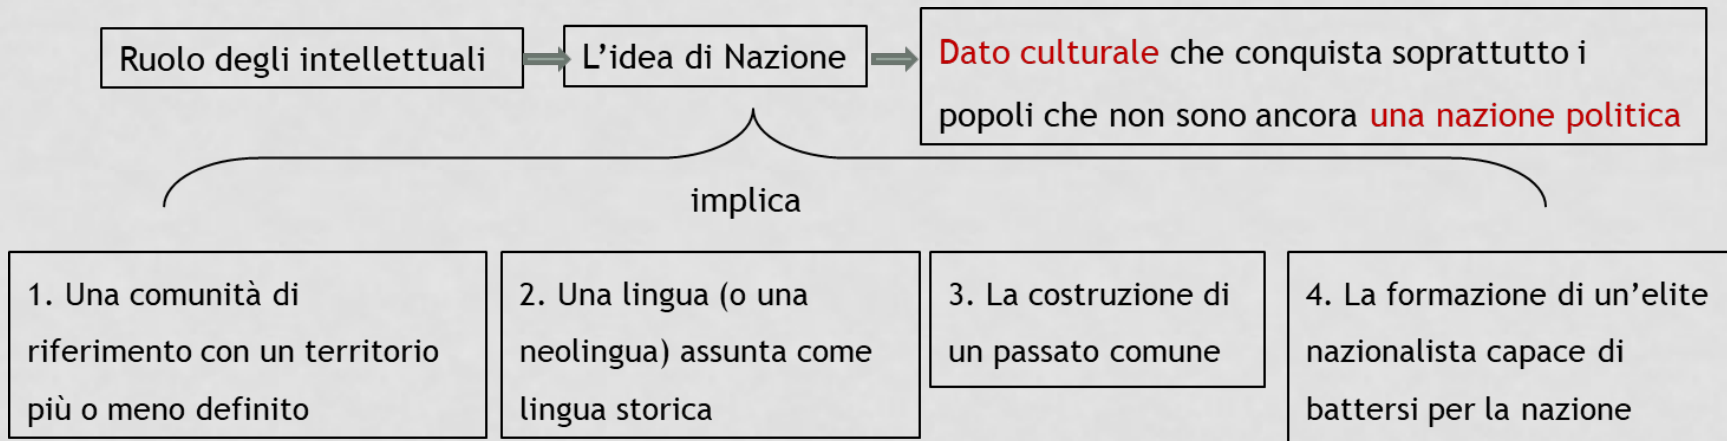 Ruolo degli intellettuali
L’idea di Nazione
Dato culturale che conquista soprattutto i
popoli che non sono ancora una nazione politica
implica
1. Una comunità di
riferimento con un territorio
più o meno definito
2. Una lingua (o una
neolingua) assunta come
lingua storica
3. La costruzione di
un passato comune
4. La formazione di un’elite
nazionalista capace di
battersi per la nazione